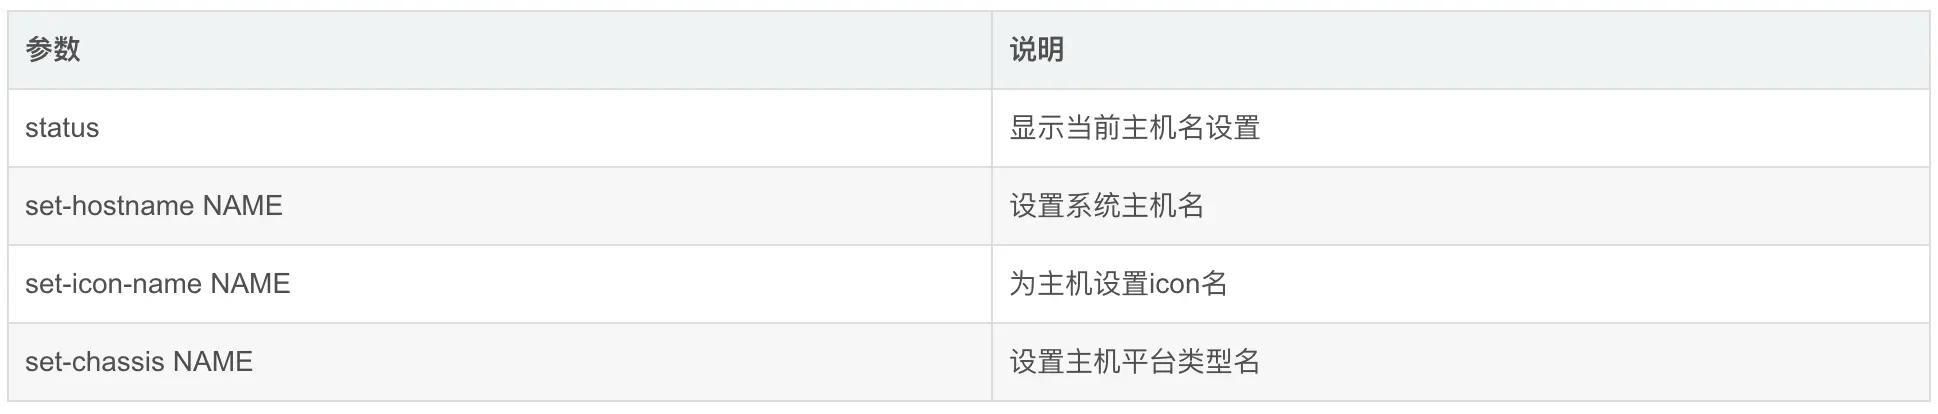 参数 说明
status 显示当前主机名设置
set-hostname NAME 设置系统主机名
set-icon-name NAME 为主机设置icon名
set-chassis NAME 设置主机平台类型名